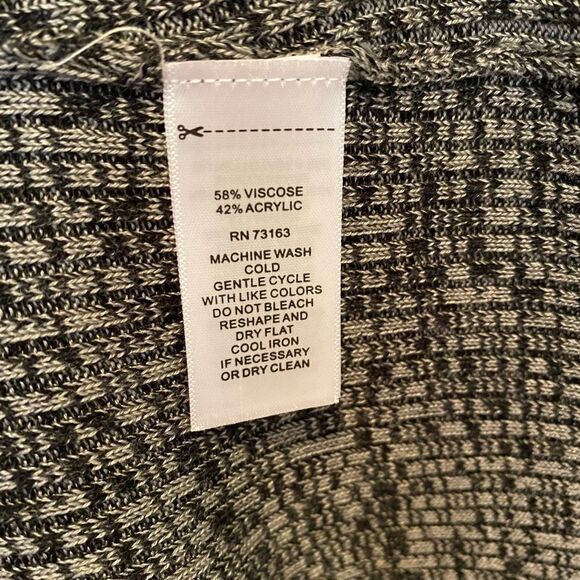 58% VISCOSE
42% ACRYLIC
RN 73163
MACHINE WASH
COLD
GENTLE CYCLE
WITH LIKE COLORS
DO NOT BLEACH
RESHAPE AND
DRY FLAT
COOL IRON
IF NECESSARY
OR DRY CLEAN